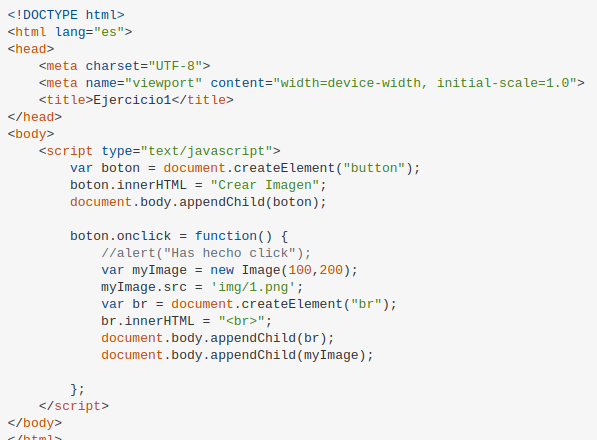 <!DOCTYPE html>
<html lang="es">
<head>
    <meta charset="UTF-8">
    <meta name="viewport" content="width=device-width, initial-scale=1.0">
    <title>Ejercicio1</title>
</head>
<body>
    <script type="text/javascript">
        var boton = document.createElement("button");
        boton.innerHTML = "Crear Imagen";
        document.body.appendChild(boton);

        boton.onclick = function() {
            //alert("Has hecho click");
            var myImage = new Image(100,200);
            myImage.src = 'img/1.png';
            var br = document.createElement("br");
            br.innerHTML = "<br>";
            document.body.appendChild(br);
            document.body.appendChild(myImage);

        };
    </script>
</body>
</html>